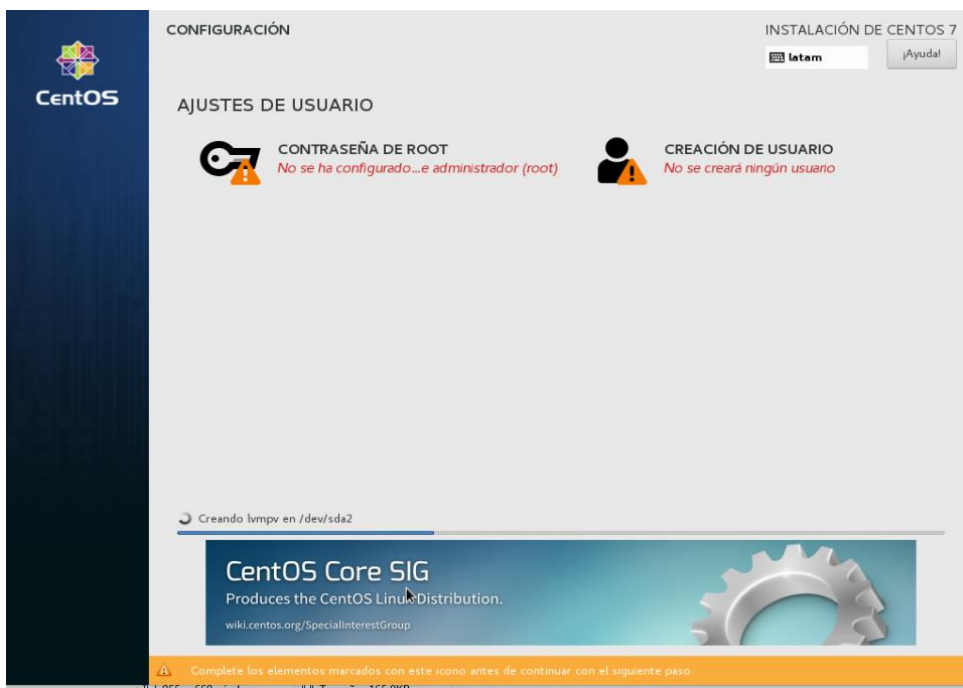 CONFIGURACIÓN
INSTALACIÓN DE CENTOS 7
latam
¡Ayuda!
CentOS
AJUSTES DE USUARIO
CONTRASEÑA DE ROOT
No se ha configurado...e administrador (root)
CREACIÓN DE USUARIO
No se creará ningún usuario
Creando lvmpv en /dev/sda2
CentOS Core SIG
Produces the CentOS Linux Distribution.
wiki.centos.org/SpecialInterestGroup
Complete los elementos marcados con este icono antes de continuar con el siguiente paso.